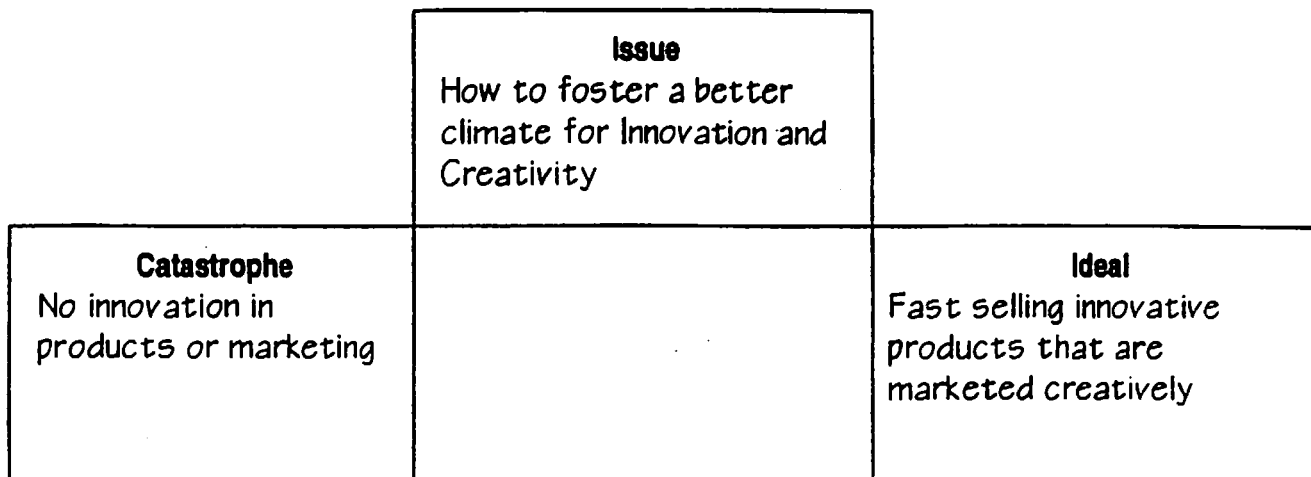 Issue
How to foster a better
climate for Innovation and
Creativity
Catastrophe
No innovation in
products or marketing
Ideal
Fast selling innovative
products that are
marketed creatively